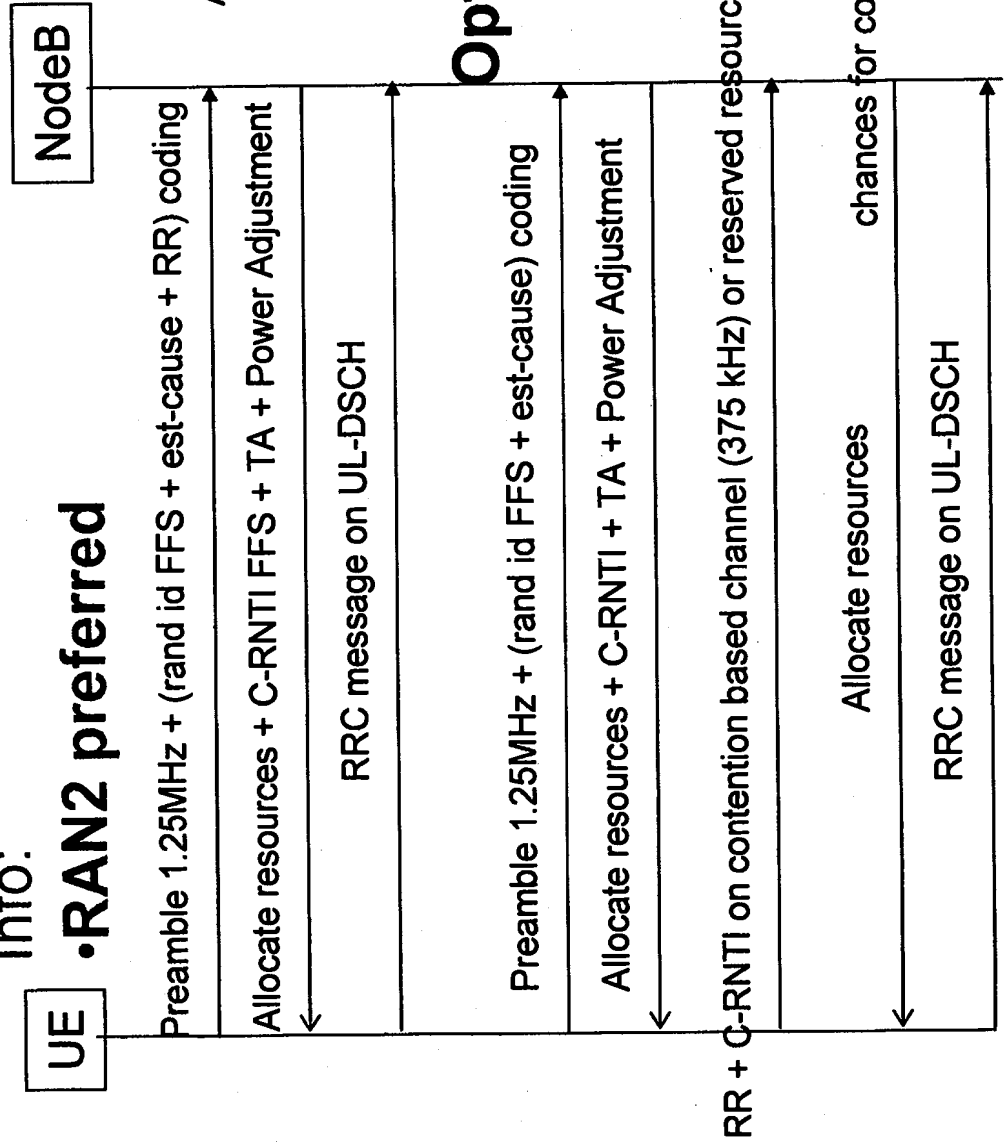 Info:
•RAN2 preferred
UE
NodeB
Preamble 1.25MHz + (rand id FFS + est-cause + RR) coding
Allocate resources + C-RNTI FFS + TA + Power Adjustment
RRC message on UL-DSCH
Op
Preamble 1.25MHz + (rand id FFS + est-cause) coding
Allocate resources + C-RNTI + TA + Power Adjustment
RR + C-RNTI on contention based channel (375 kHz) or reserved resourc
chances for co
Allocate resources
RRC message on UL-DSCH